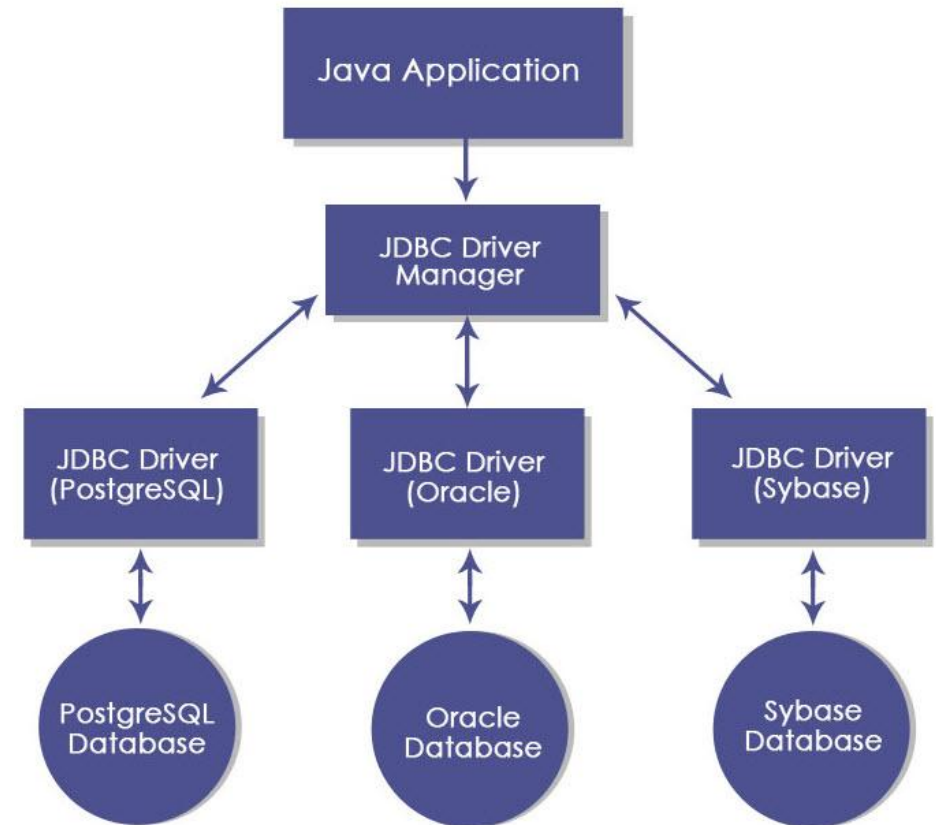 Java Application
JDBC Driver
Manager
JDBC Driver
(PostgreSQL)
JDBC Driver
(Oracle)
JDBC Driver
(Sybase)
PostgreSQL
Database
Oracle
Database
Sybase
Database